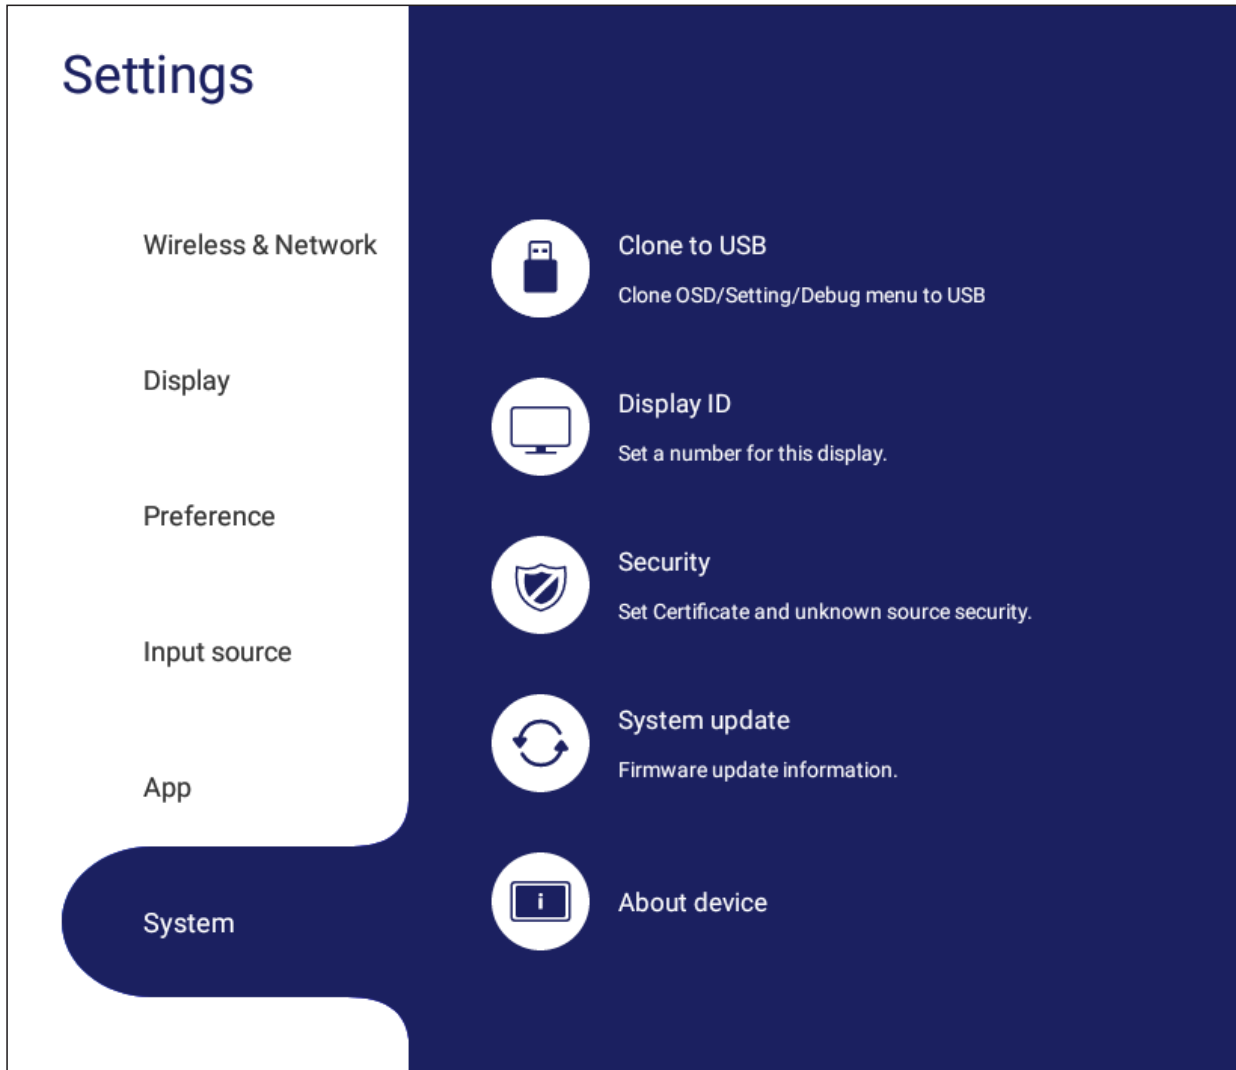 Settings
Wireless & Network
Display
Preference
Input source
App
System
Clone to USB
Clone OSD/Setting/Debug menu to USB
Display ID
Set a number for this display.
Security
Set Certificate and unknown source security.
System update
Firmware update information.
i
About device